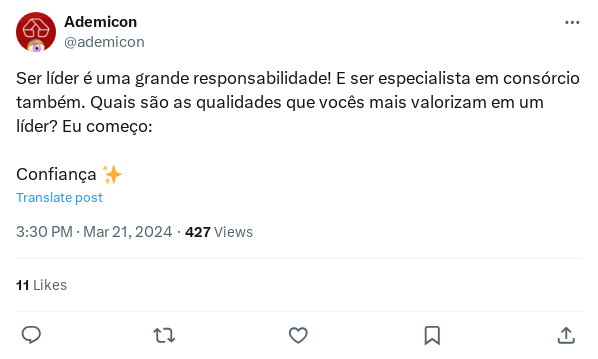 Ademicon
@ademicon
Ser líder é uma grande responsabilidade! E ser especialista em consórcio
também. Quais são as qualidades que vocês mais valorizam em um
líder? Eu começo:
Confiança ✨
Translate post
3:30 PM · Mar 21, 2024 · 427 Views
11 Likes